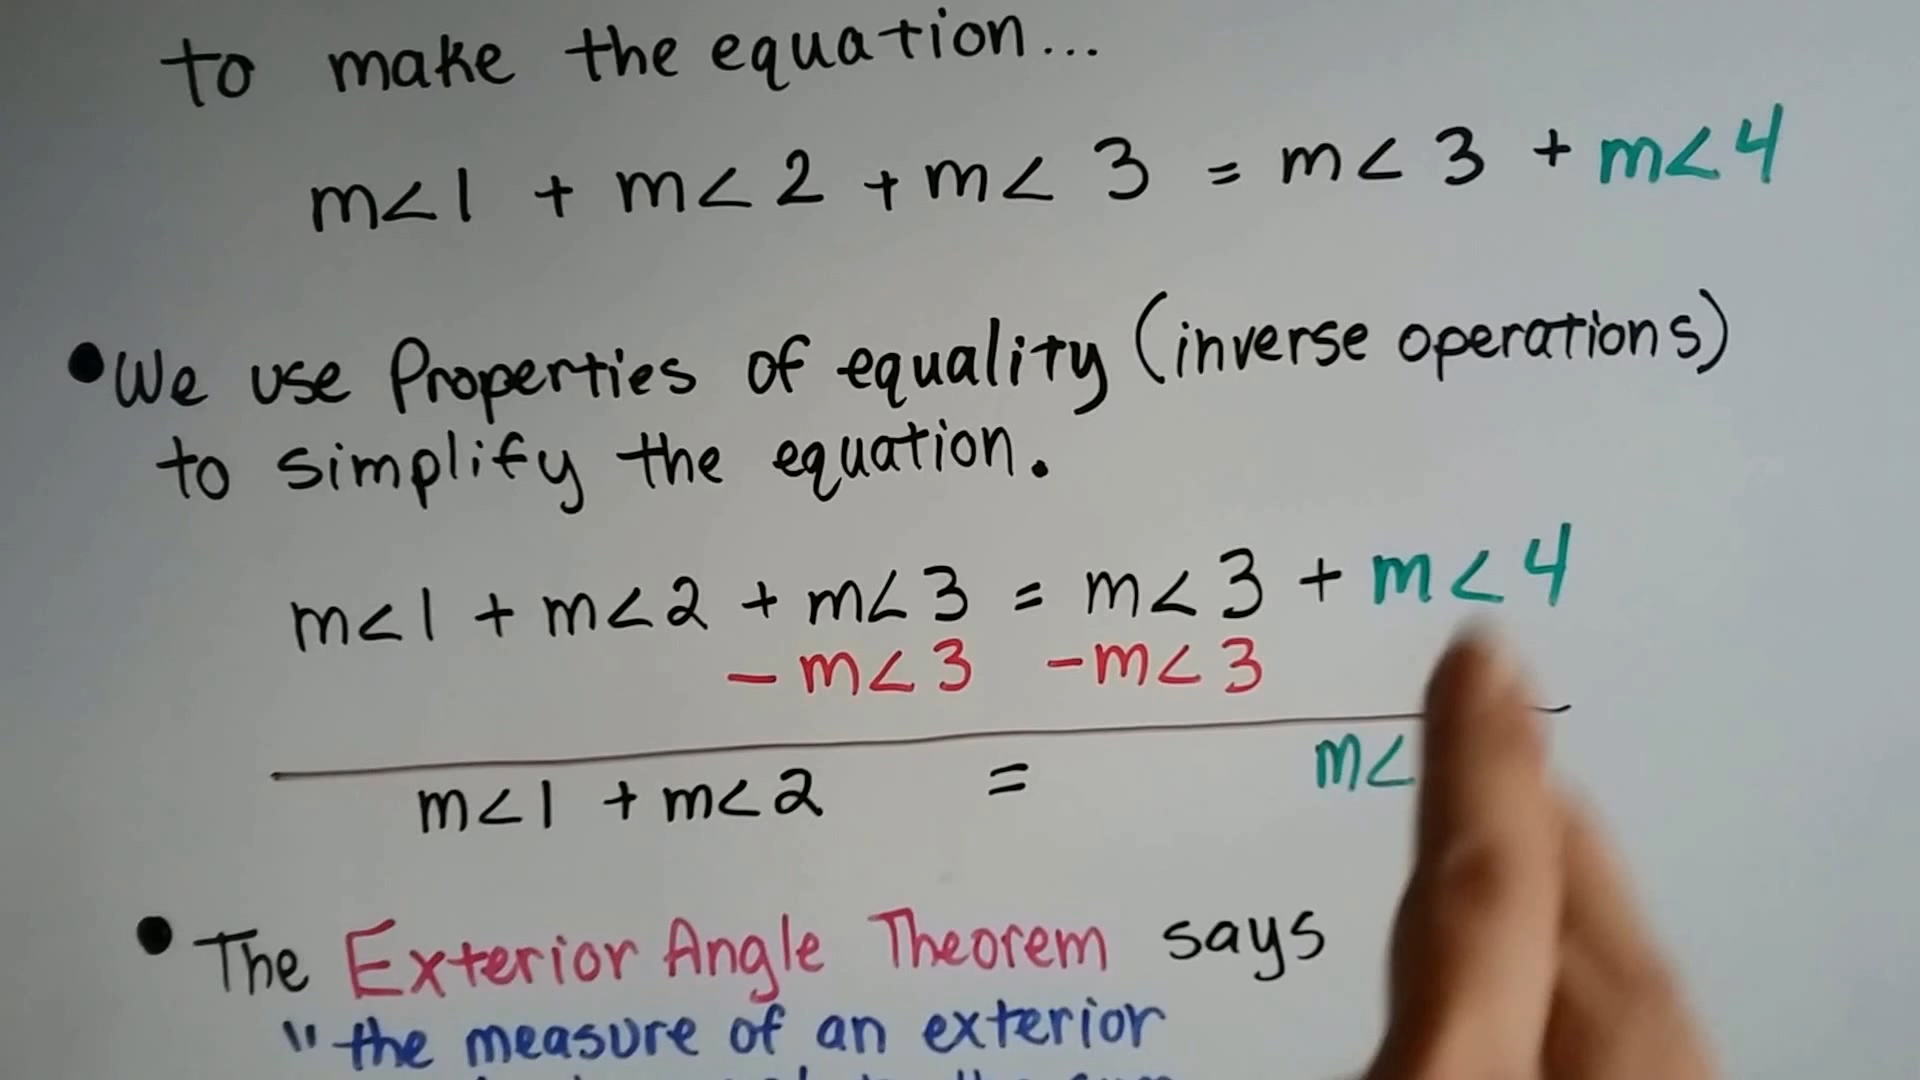 to make the equation...
m<1 + m<2 + m<3 = m<3 + m<4
•We use Properties of equality (inverse operations)
to simplify the equation.
m<1 + m<2 + m<3 = m<3 + m<4
-m<3 -m<3
m<1 + m<2 = m<
• The Exterior Angle Theorem says
"the measure of an exterior